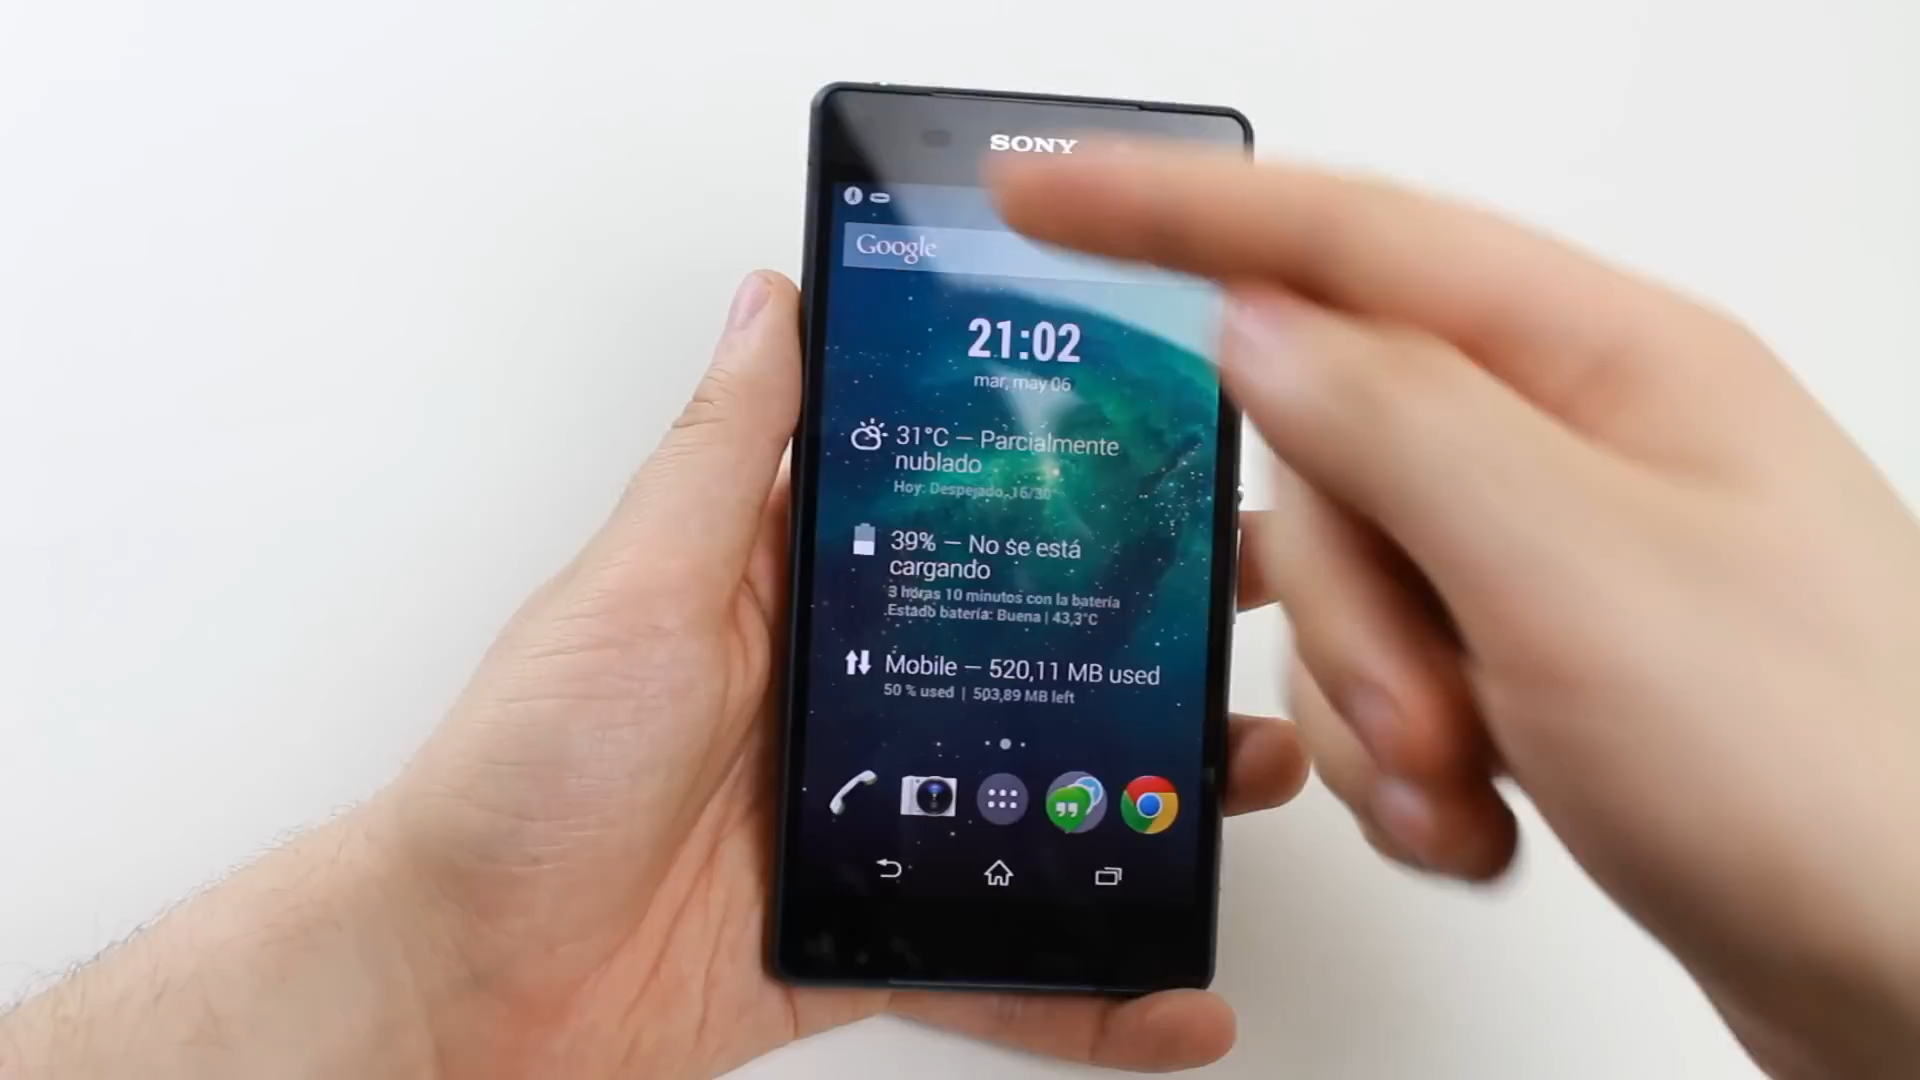 SONY
Google
21:02
mar, may 06
31°C — Parcialmente
nublado
Hoy: Despejado, 16/30°
39% — No se está
cargando
3 horas 10 minutos con la batería
Estado batería: Buena | 43,3°C
Mobile — 520,11 MB used
50 % used | 503,89 MB left